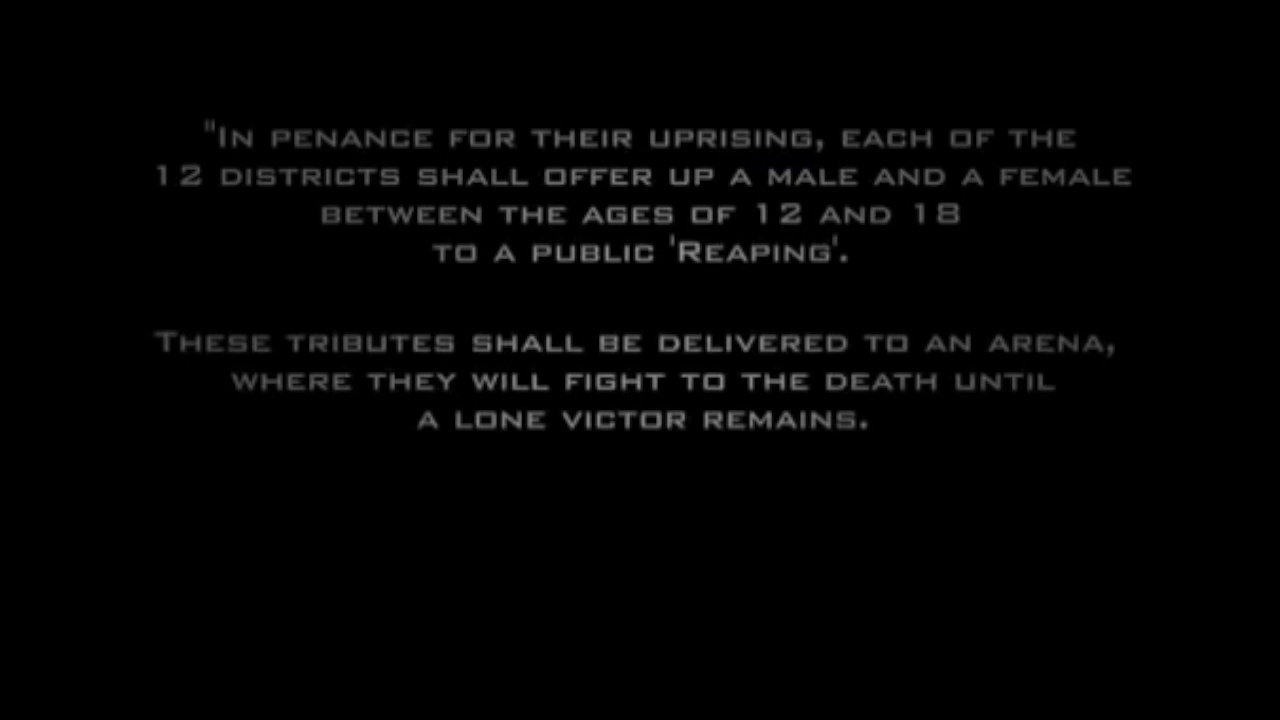 "In penance for their uprising, each of the
12 districts shall offer up a male and a female
between the ages of 12 and 18
to a public 'Reaping'.
These tributes shall be delivered to an arena,
where they will fight to the death until
a lone victor remains.